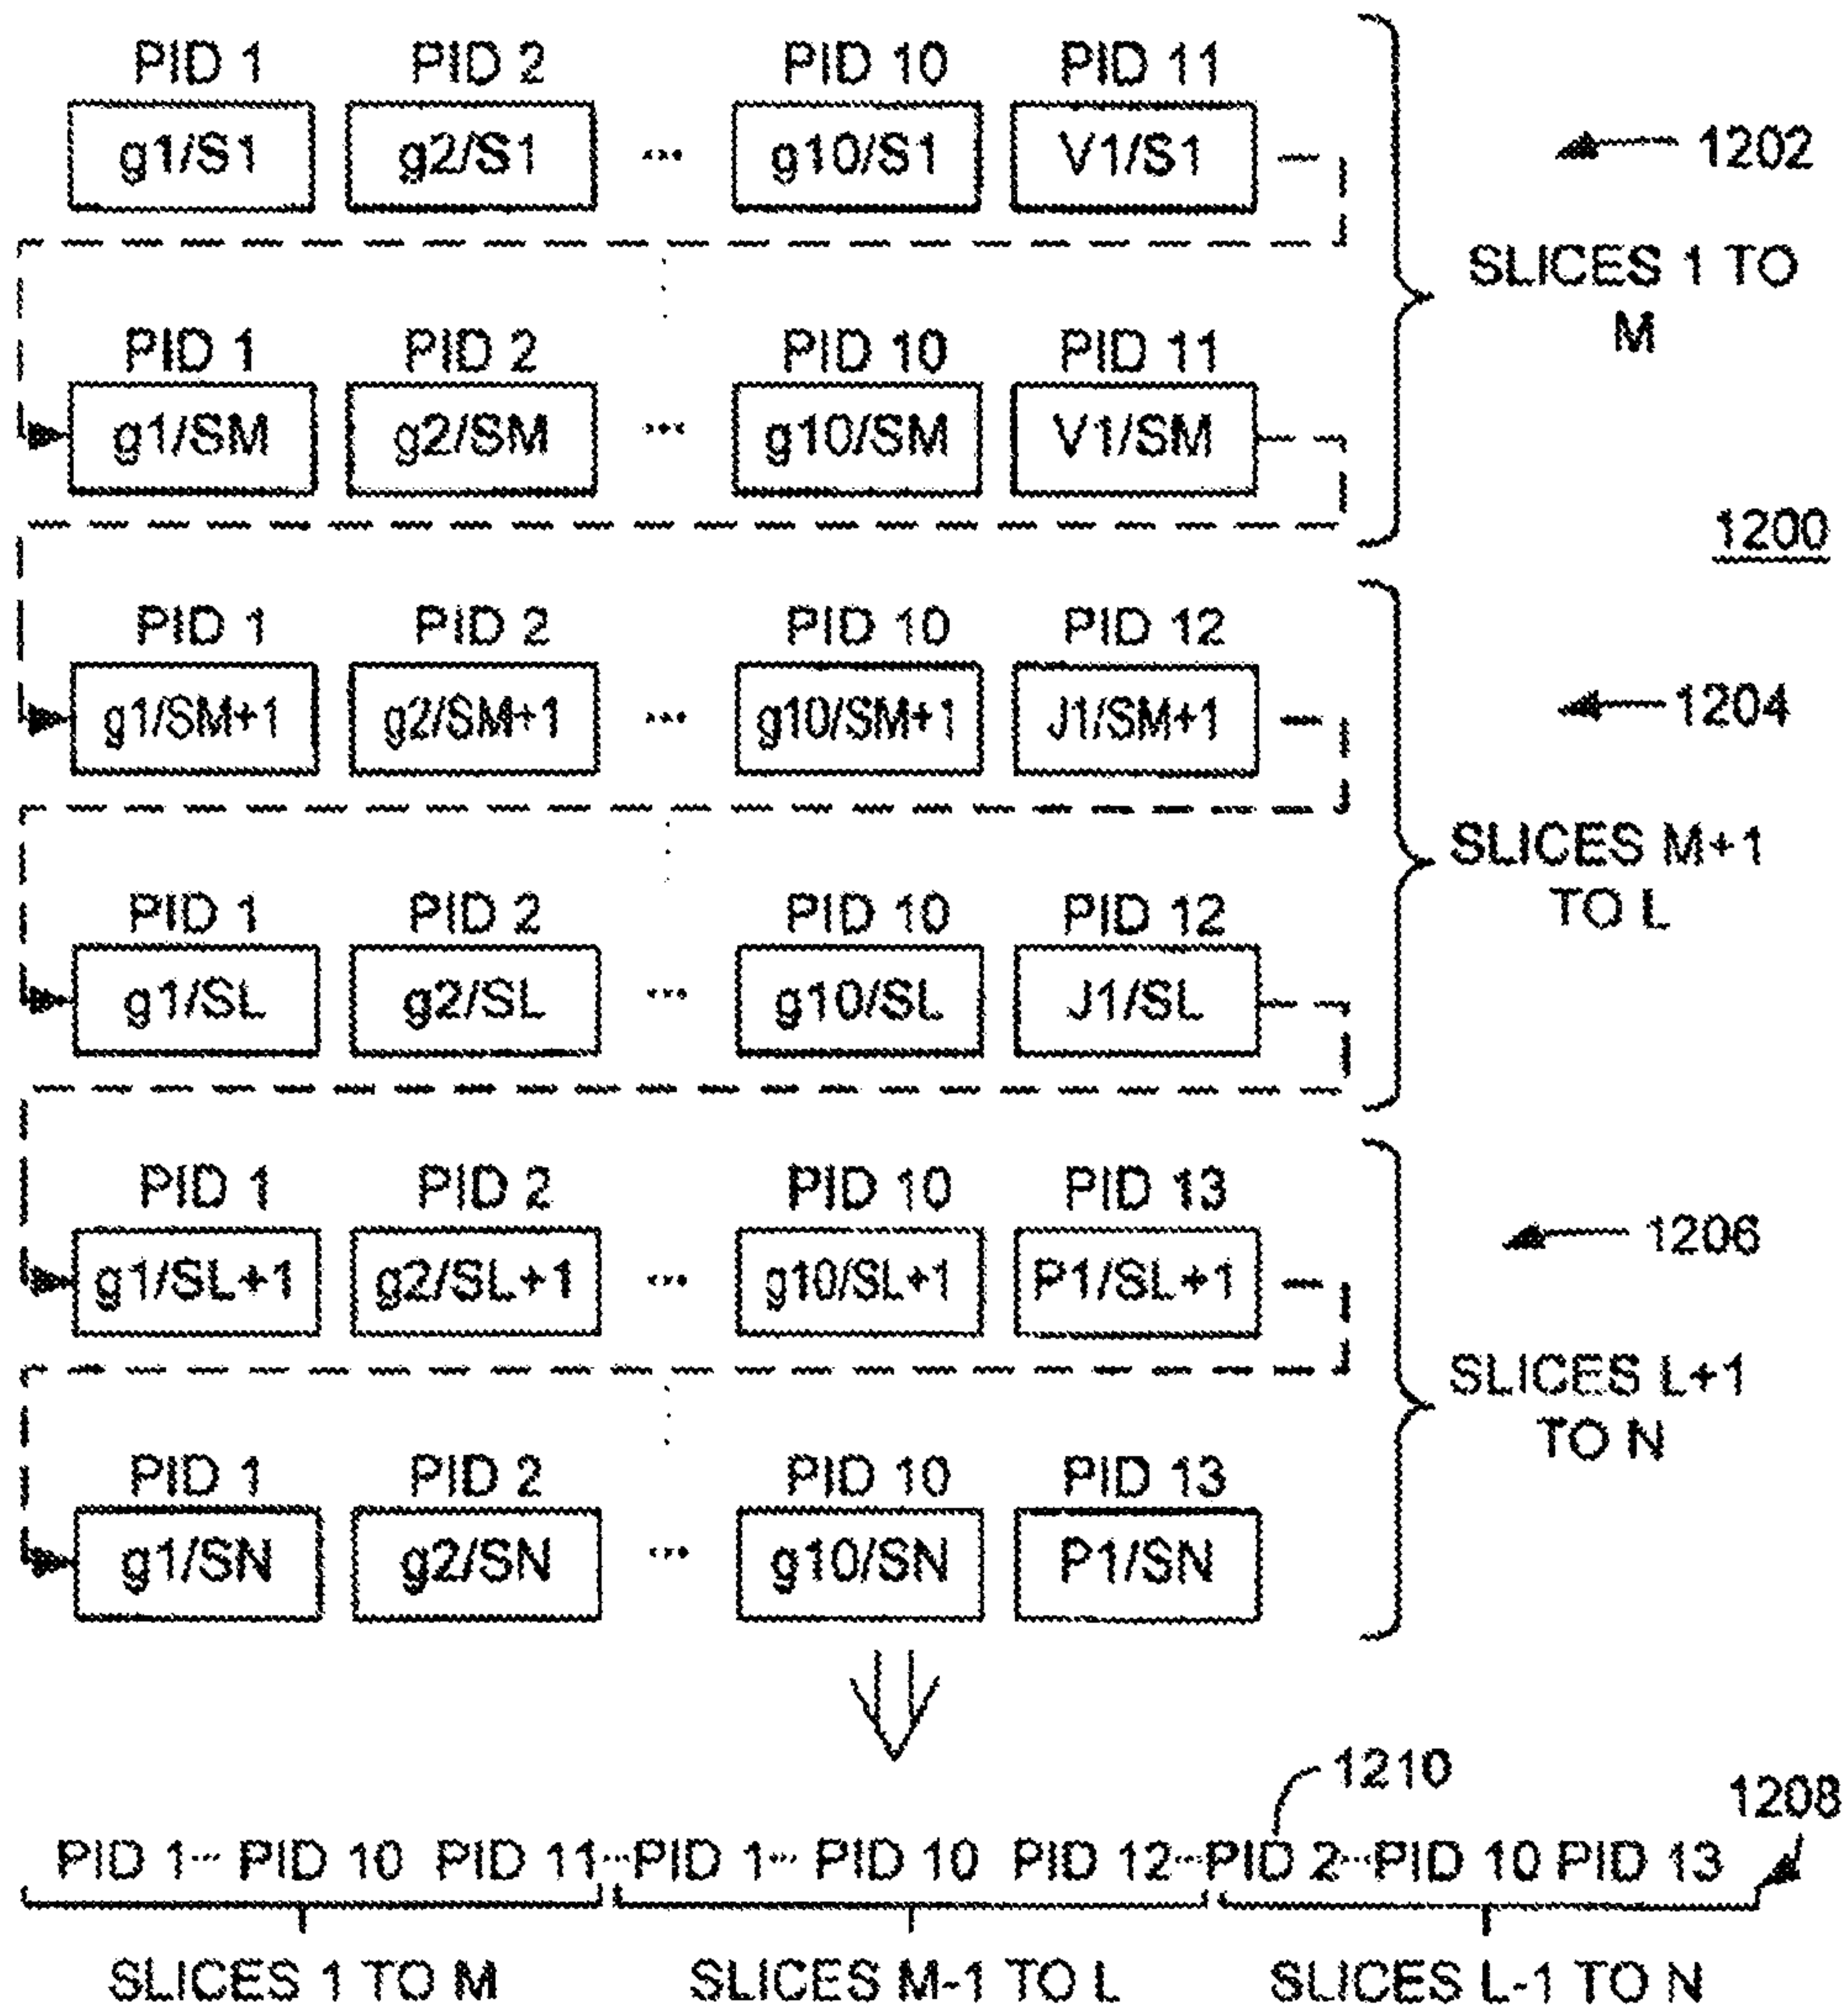 PID 1 PID 2 PID 10 PID 11
g1/S1 g2/S1 ... g10/S1 V1/S1
1202
SLICES 1 TO
M
PID 1 PID 2 PID 10 PID 11
g1/SM g2/SM ... g10/SM V1/SM
1200
PID 1 PID 2 PID 10 PID 12
g1/SM+1 g2/SM+1 ... g10/SM+1 J1/SM+1
1204
SLICES M+1
TO L
PID 1 PID 2 PID 10 PID 12
g1/SL g2/SL ... g10/SL J1/SL
PID 1 PID 2 PID 10 PID 13
g1/SL+1 g2/SL+1 ... g10/SL+1 P1/SL+1
1206
SLICES L+1
TO N
PID 1 PID 2 PID 10 PID 13
g1/SN g2/SN ... g10/SN P1/SN
1210
1208
PID 1... PID 10 PID 11...PID 1... PID 10 PID 12...PID 2...PID 10 PID 13
SLICES 1 TO M SLICES M-1 TO L SLICES L-1 TO N